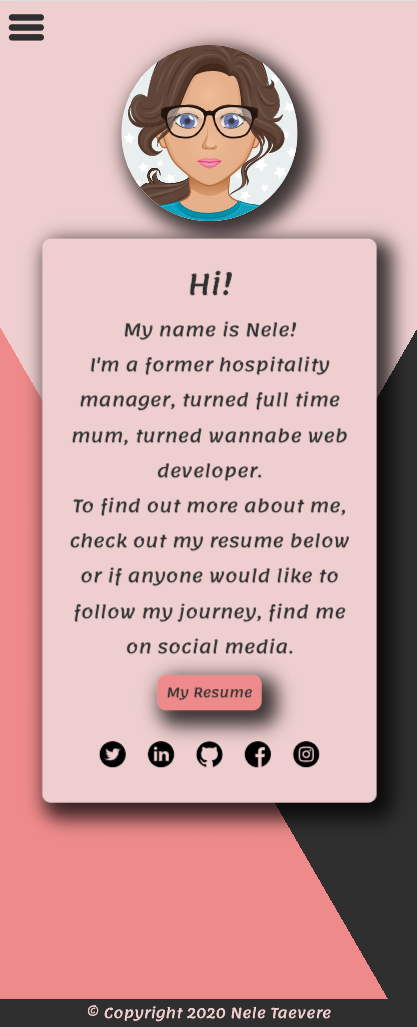 Hi!
My name is Nele!
I'm a former hospitality
manager, turned full time
mum, turned wannabe web
developer.
To find out more about me,
check out my resume below
or if anyone would like to
follow my journey, find me
on social media.
My Resume
© Copyright 2020 Nele Taevere